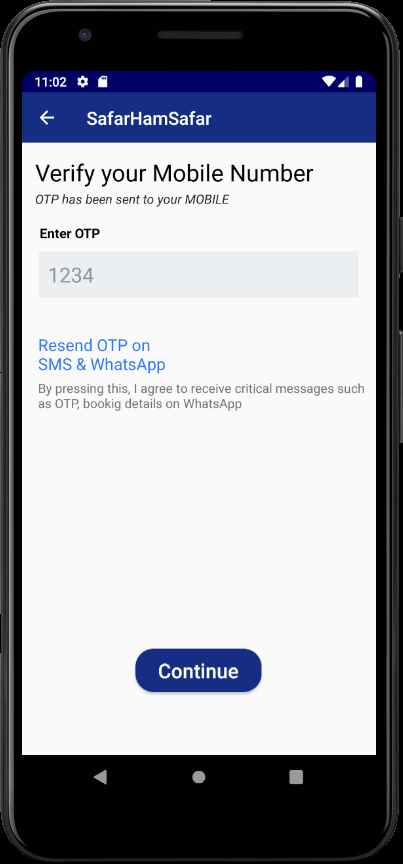 11:02
SafarHamSafar
Verify your Mobile Number
OTP has been sent to your MOBILE
Enter OTP
1234
Resend OTP on
SMS & WhatsApp
By pressing this, I agree to receive critical messages such
as OTP, bookig details on WhatsApp
Continue